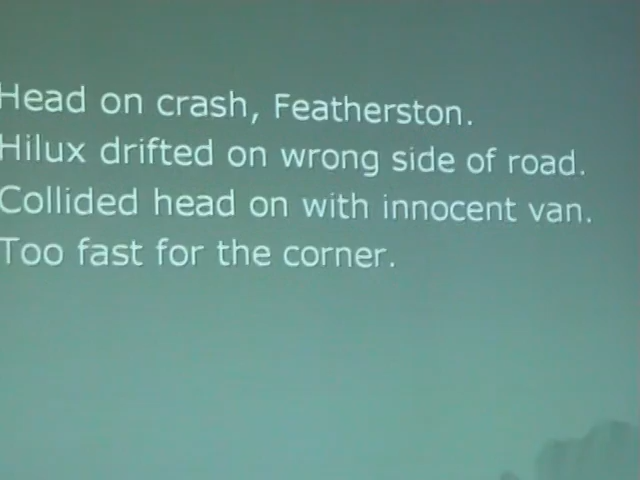 Head on crash, Featherston.
Hilux drifted on wrong side of road.
Collided head on with innocent van.
Too fast for the corner.